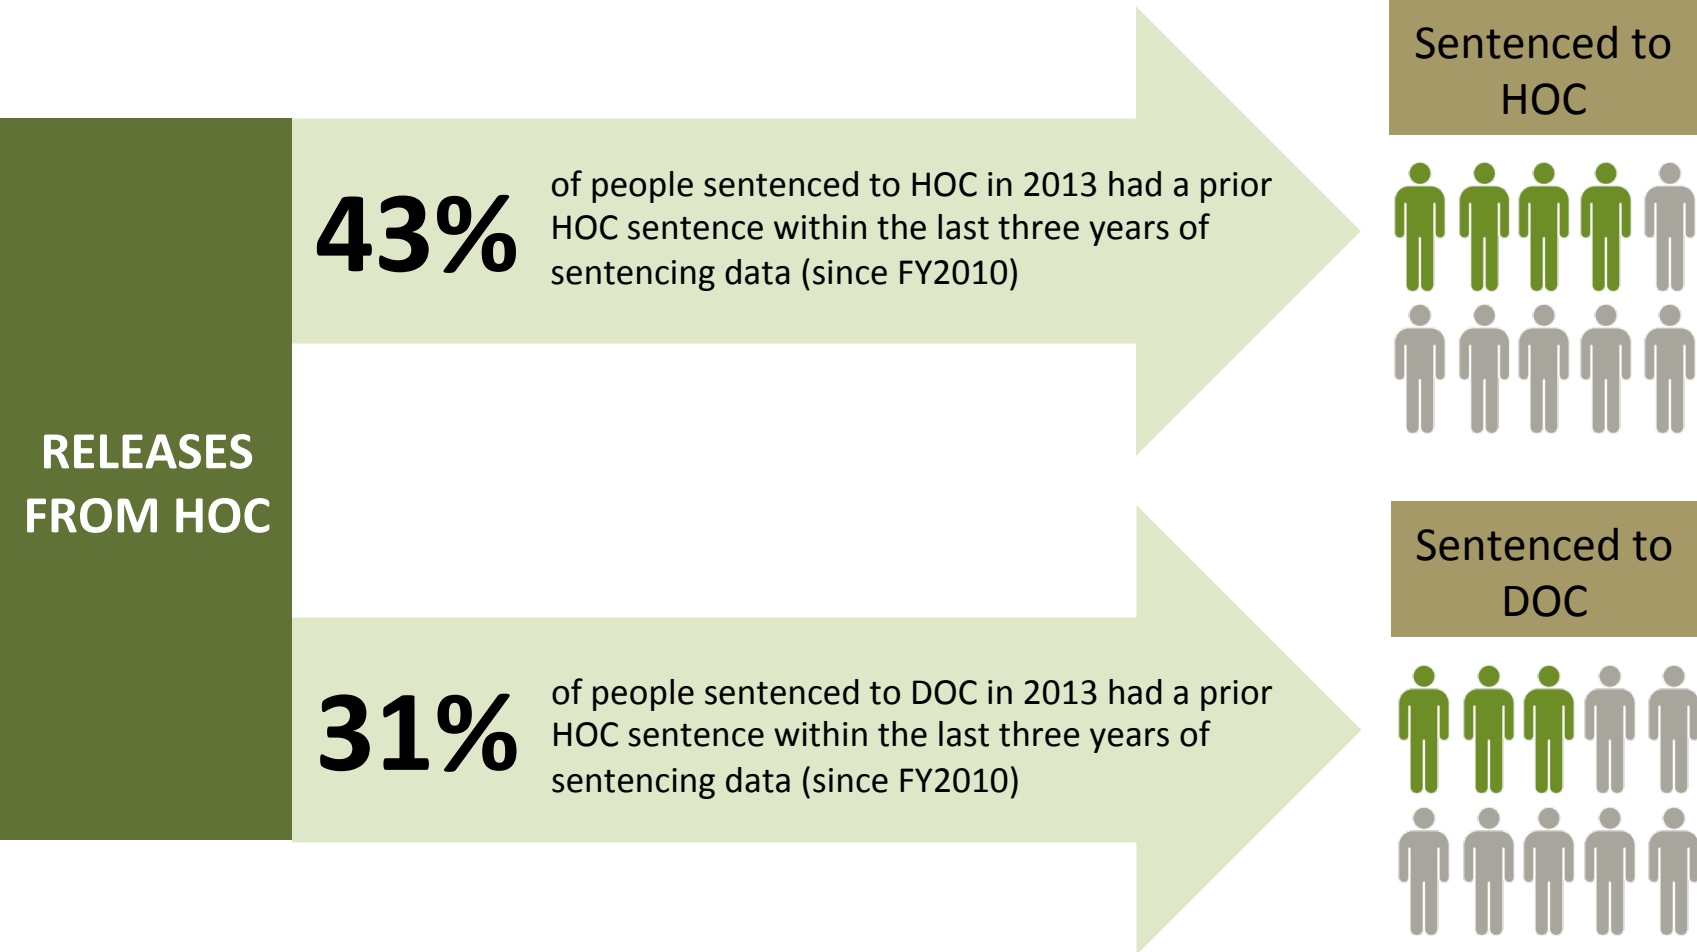 RELEASES
FROM HOC
43%
of people sentenced to HOC in 2013 had a prior
HOC sentence within the last three years of
sentencing data (since FY2010)
Sentenced to
HOC
31%
of people sentenced to DOC in 2013 had a prior
HOC sentence within the last three years of
sentencing data (since FY2010)
Sentenced to
DOC